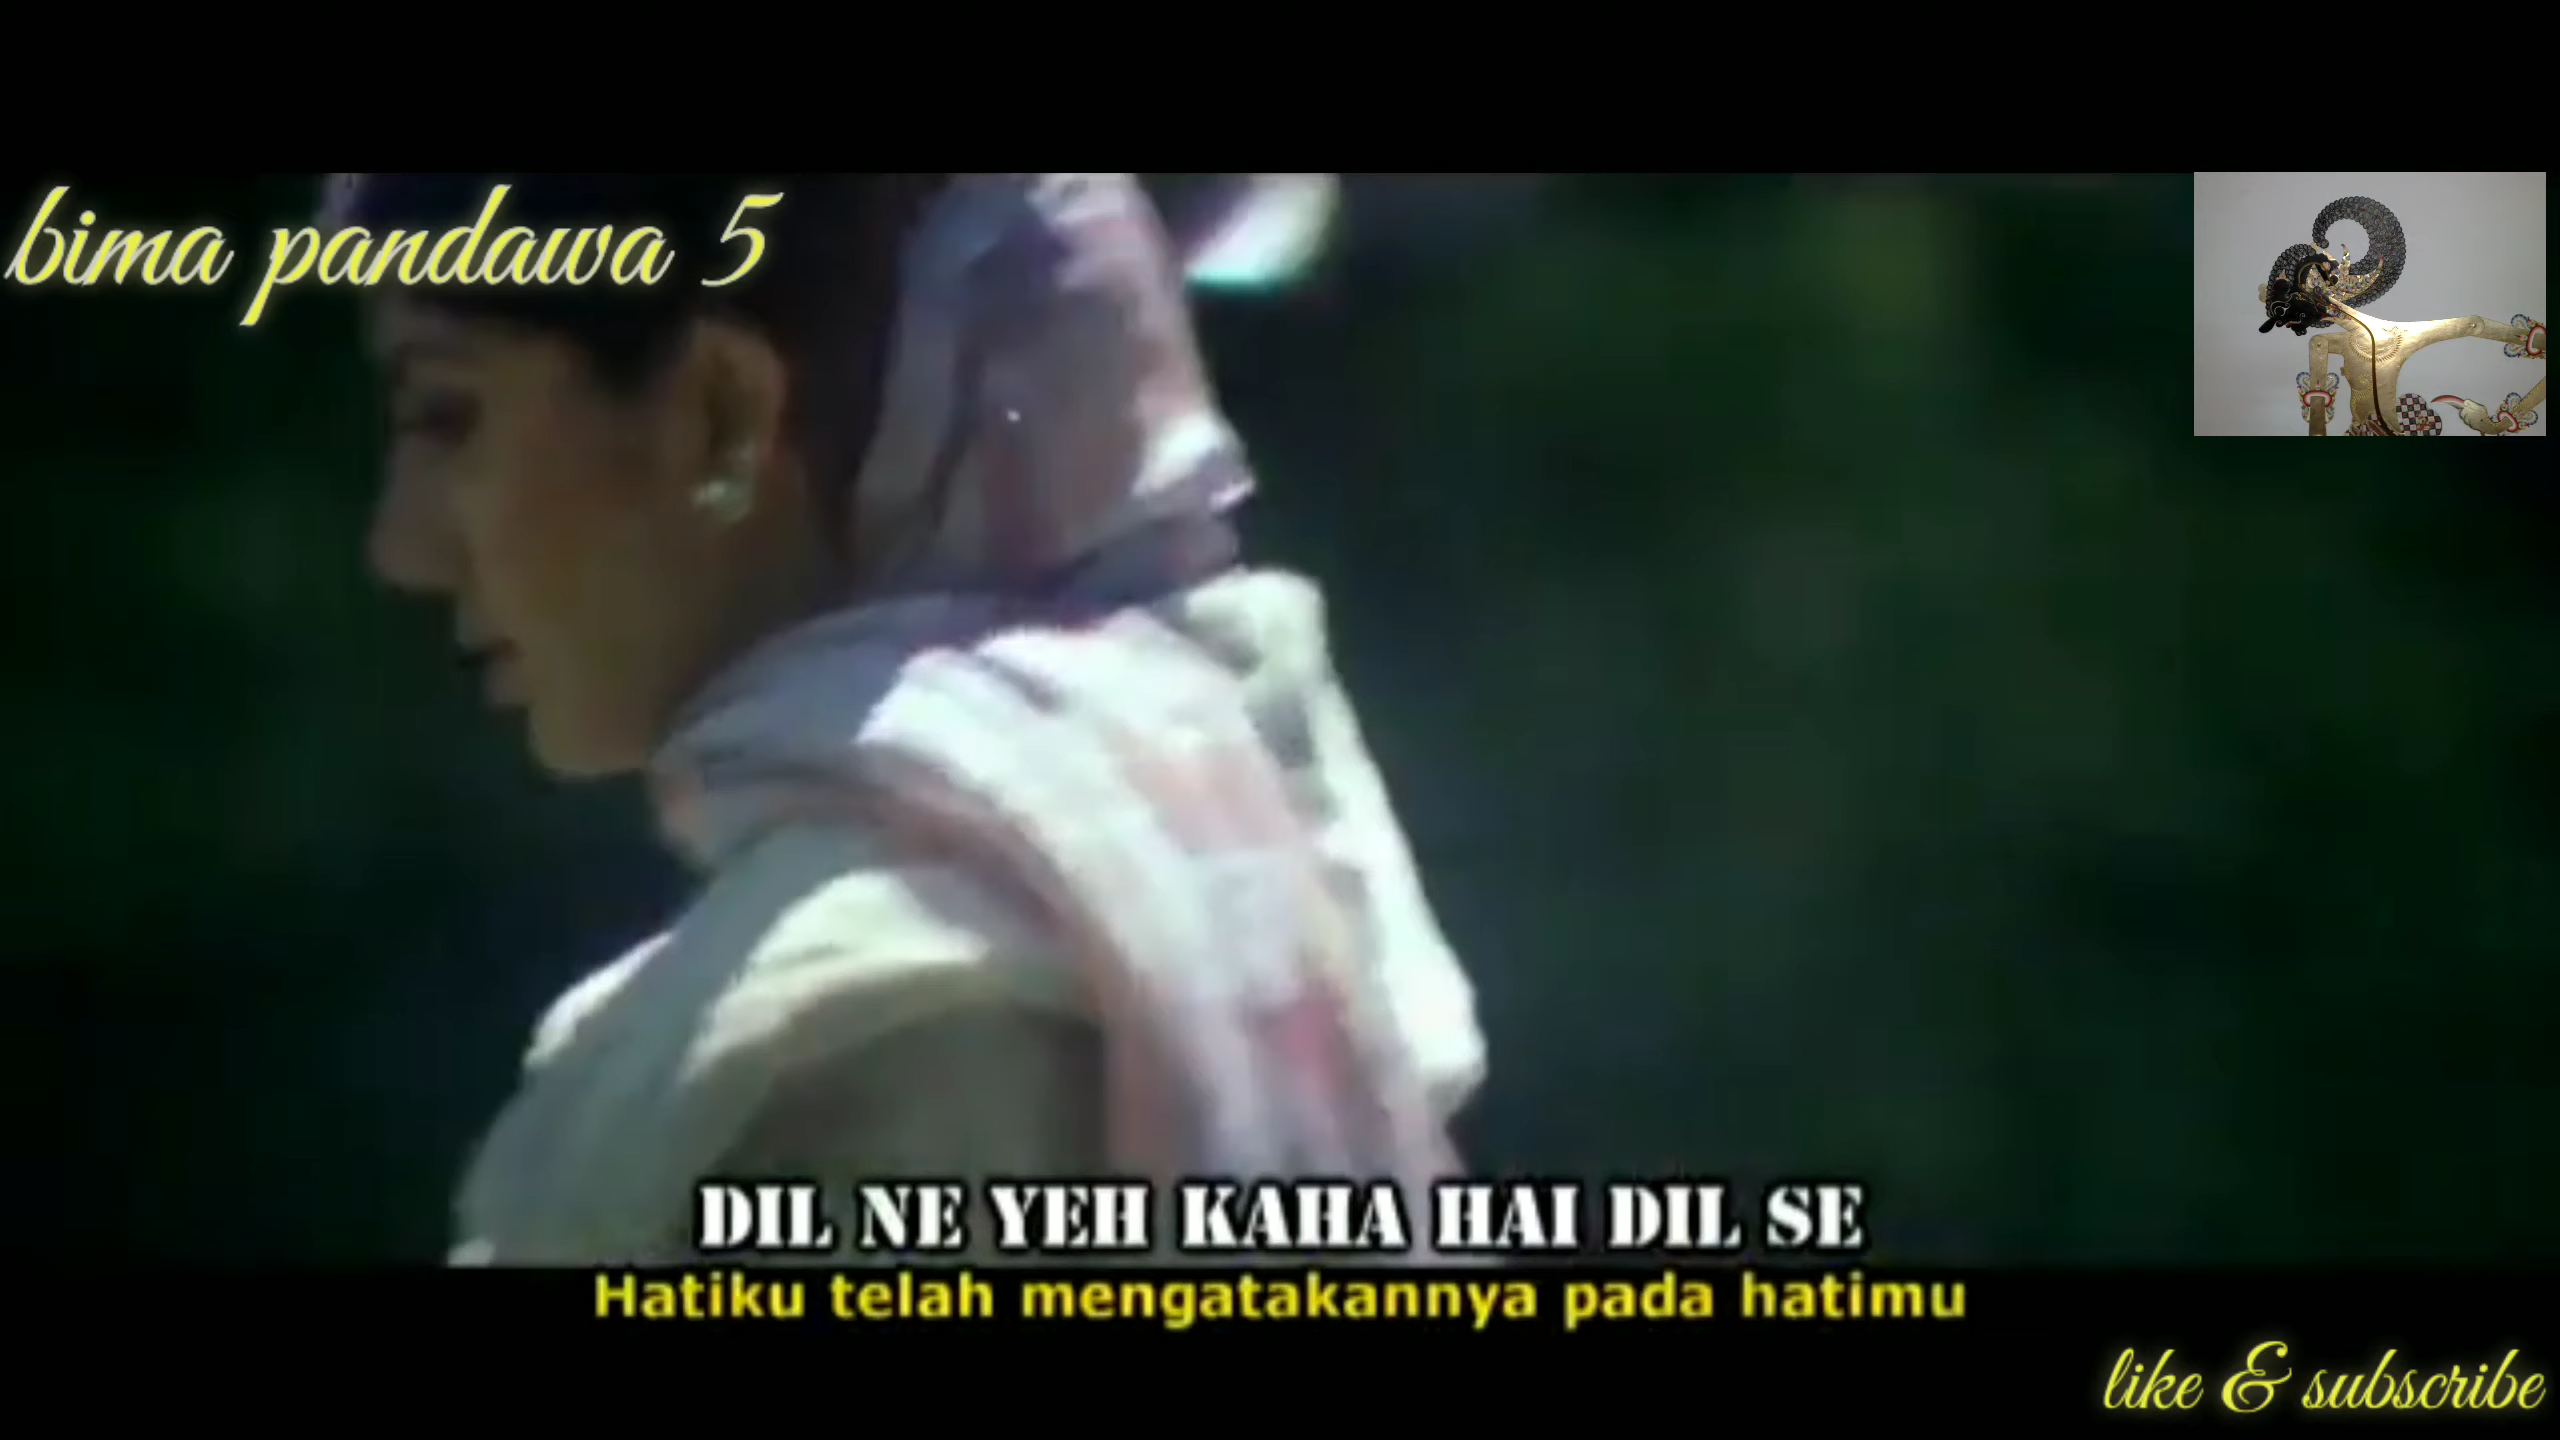 bima pandawa 5
DIL NE YEH KAHA HAI DIL SE
Hatiku telah mengatakannya pada hatimu
like & subscribe